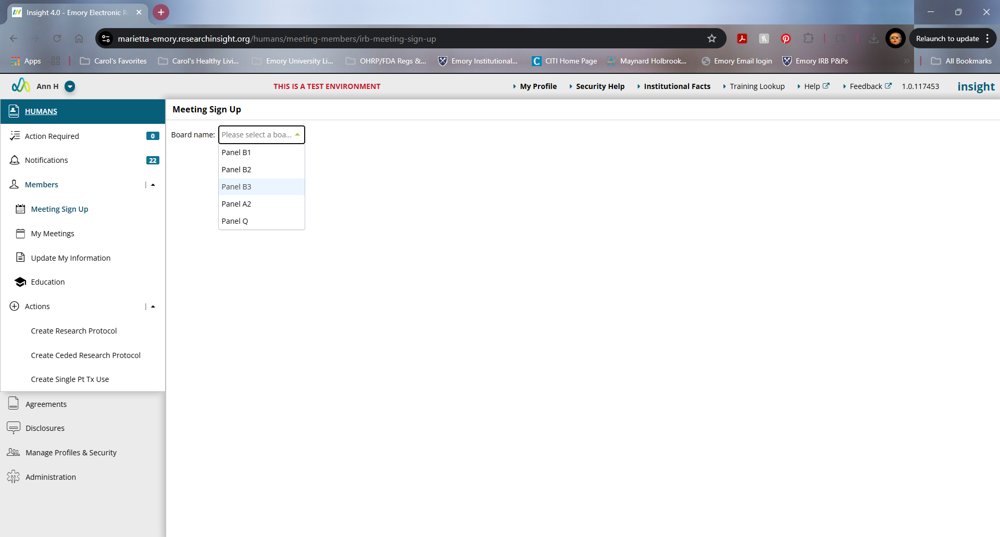 Insight 4.0 - Emory Electronic R
marietta-emory.researchinsight.org/humans/meeting-members/irb-meeting-sign-up
Relaunch to update
Apps
Carol's Favorites
Carol's Healthy Livi...
Emory University Li...
OHRP/FDA Regs &...
Emory Institutional...
C CITI Home Page
Maynard Holbrook...
Emory Email login
Emory IRB P&Ps
All Bookmarks
Ann H
THIS IS A TEST ENVIRONMENT
My Profile
Security Help
Institutional Facts
Training Lookup
Help
Feedback
1.0.117453
insight
HUMANS
Action Required 0
Notifications 22
Members
Meeting Sign Up
My Meetings
Update My Information
Education
Actions
Create Research Protocol
Create Ceded Research Protocol
Create Single Pt Tx Use
Agreements
Disclosures
Manage Profiles & Security
Administration
Meeting Sign Up
Board name: Please select a boa...
Panel B1
Panel B2
Panel B3
Panel A2
Panel Q